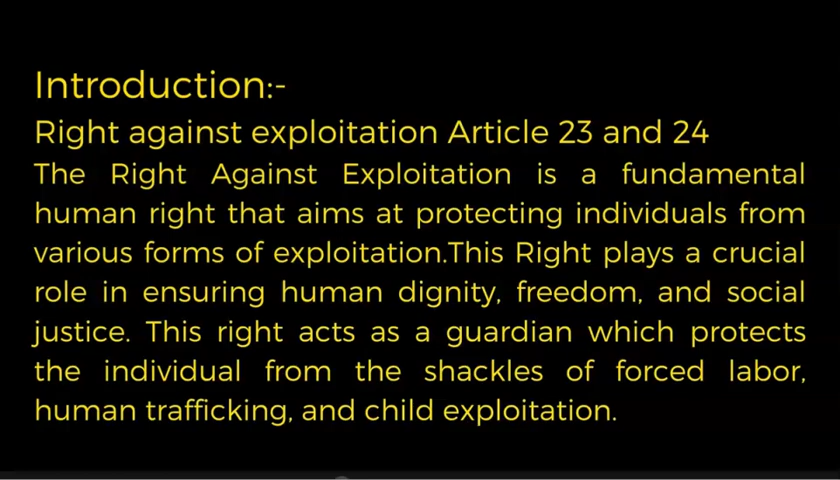 Introduction:-
Right against exploitation Article 23 and 24
The Right Against Exploitation is a fundamental
human right that aims at protecting individuals from
various forms of exploitation.This Right plays a crucial
role in ensuring human dignity, freedom, and social
justice. This right acts as a guardian which protects
the individual from the shackles of forced labor,
human trafficking, and child exploitation.